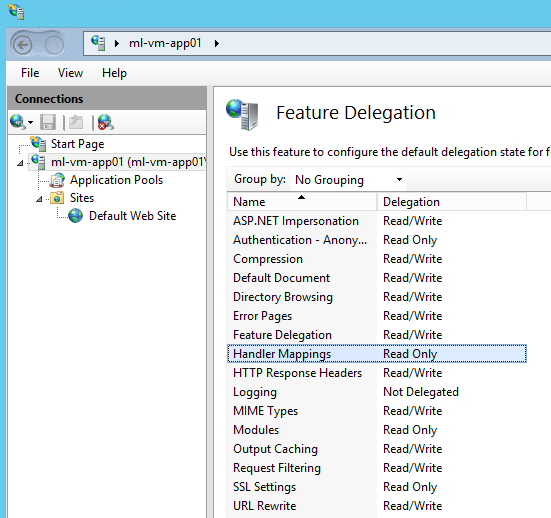 ml-vm-app01
File View Help
Connections
Start Page
ml-vm-app01 (ml-vm-app01\
Application Pools
Sites
Default Web Site
Feature Delegation
Use this feature to configure the default delegation state for f
Group by: No Grouping
Name Delegation
ASP.NET Impersonation Read/Write
Authentication - Anony... Read Only
Compression Read/Write
Default Document Read/Write
Directory Browsing Read/Write
Error Pages Read/Write
Feature Delegation Read/Write
Handler Mappings Read Only
HTTP Response Headers Read/Write
Logging Not Delegated
MIME Types Read/Write
Modules Read Only
Output Caching Read/Write
Request Filtering Read/Write
SSL Settings Read Only
URL Rewrite Read/Write